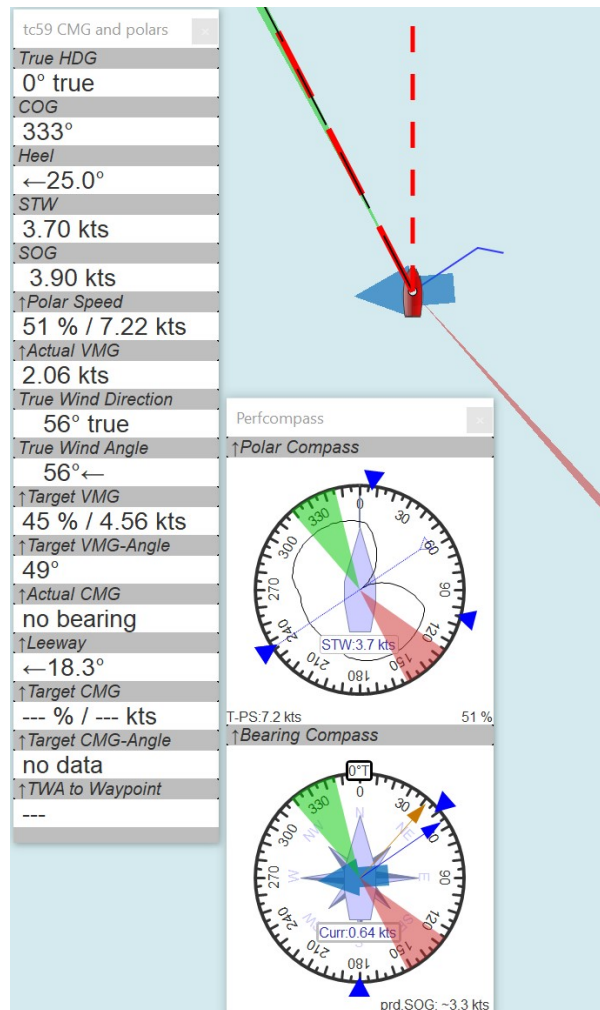 tc59 CMG and polars
x
True HDG
0° true
COG
333°
Heel
←25.0°
STW
3.70 kts
SOG
3.90 kts
↑Polar Speed
51 % / 7.22 kts
↑Actual VMG
2.06 kts
True Wind Direction
56° true
True Wind Angle
56°←
↑Target VMG
45 % / 4.56 kts
↑Target VMG-Angle
49°
↑Actual CMG
no bearing
↑Leeway
←18.3°
↑Target CMG
--- % / --- kts
↑Target CMG-Angle
no data
↑TWA to Waypoint
---
Perfcompass
x
↑Polar Compass
0
330
30
300
60
270
90
240
120
210
150
180
STW:3.7 kts
T-PS:7.2 kts
51 %
↑Bearing Compass
0°T
0
330
30
N
300
NW
NE
270
W
E
90
240
SW
120
210
150
S
180
Curr:0.64 kts
prd.SOG: ~3.3 kts